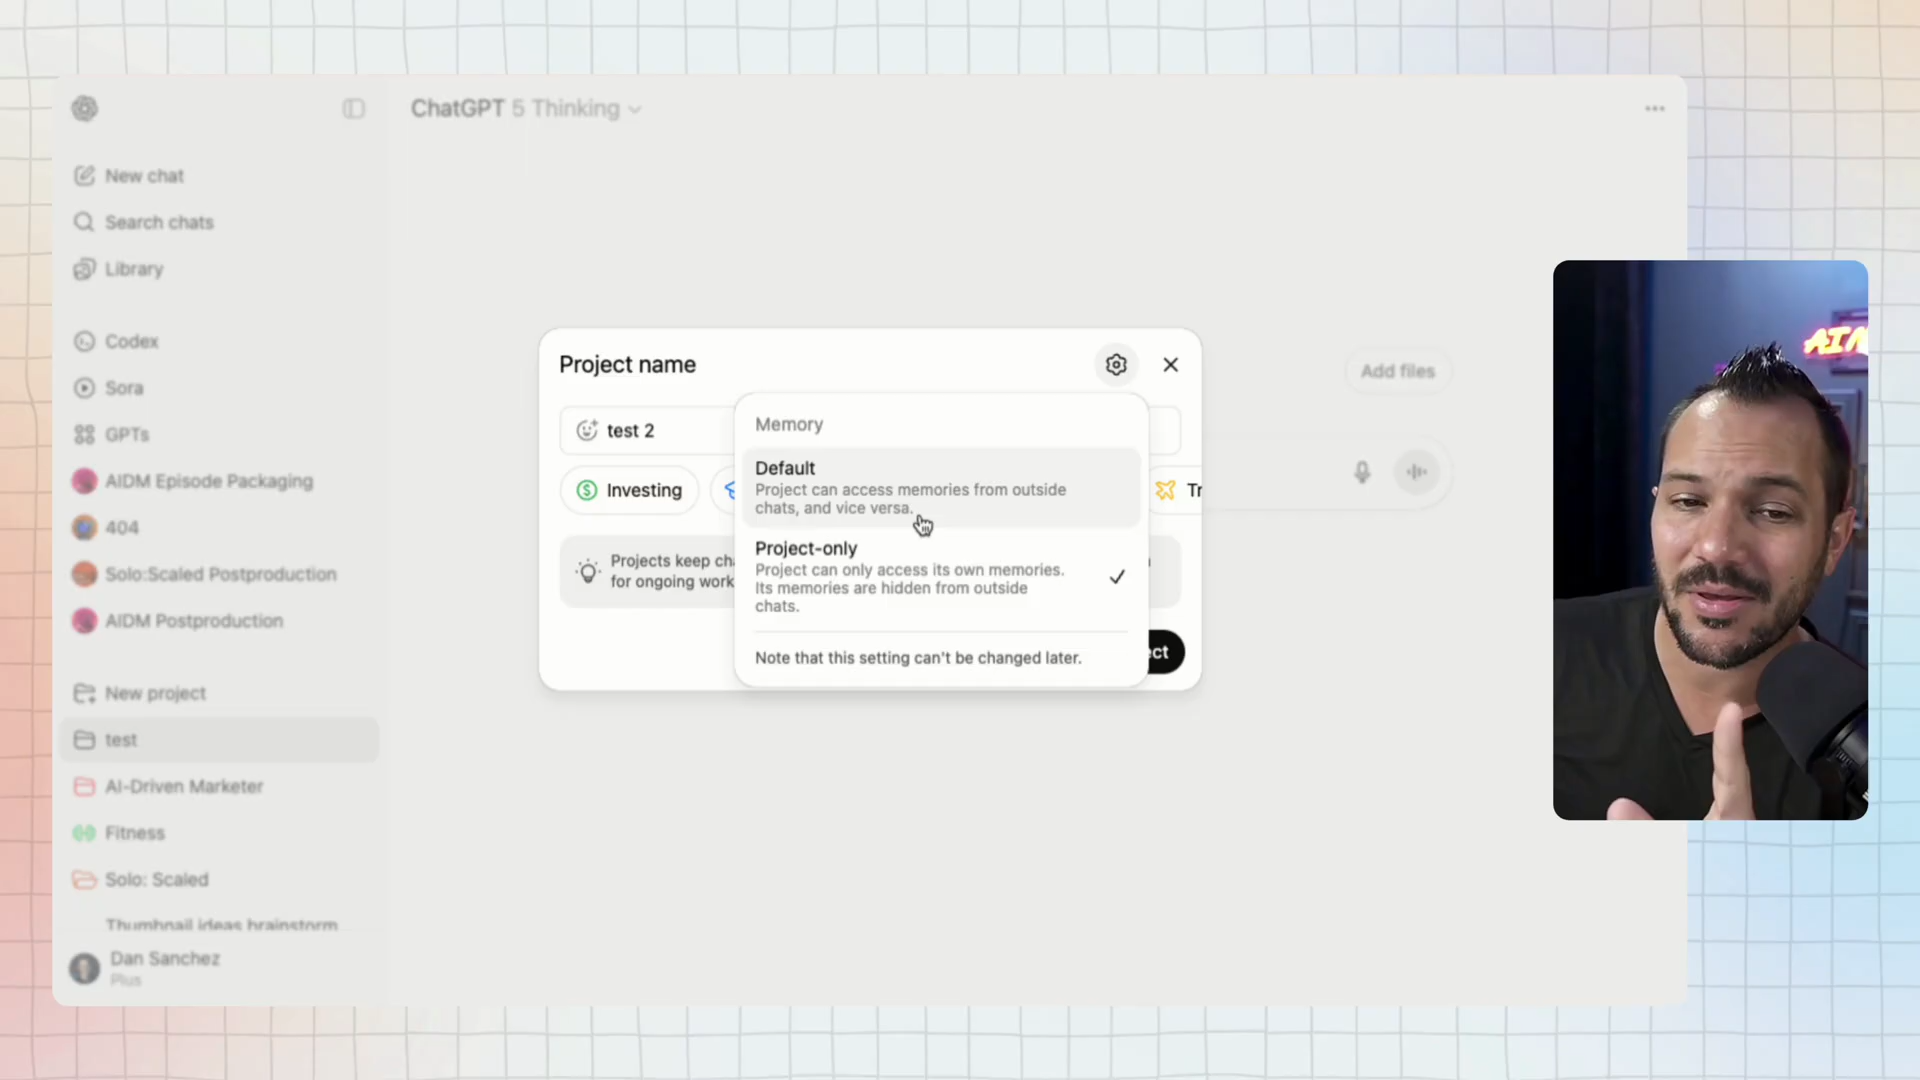 ChatGPT 5 Thinking
New chat
Search chats
Library
Codex
Sora
GPTs
AIDM Episode Packaging
404
Solo:Scaled Postproduction
AIDM Postproduction
New project
test
AI-Driven Marketer
Fitness
Solo: Scaled
Thumbnail ideas brainstorm
Dan Sanchez
Plus
Add files
Project name
test 2
Investing
Tr
Projects keep ch
for ongoing work
ect
Memory
Default
Project can access memories from outside
chats, and vice versa.
Project-only
Project can only access its own memories.
Its memories are hidden from outside
chats.
Note that this setting can't be changed later.